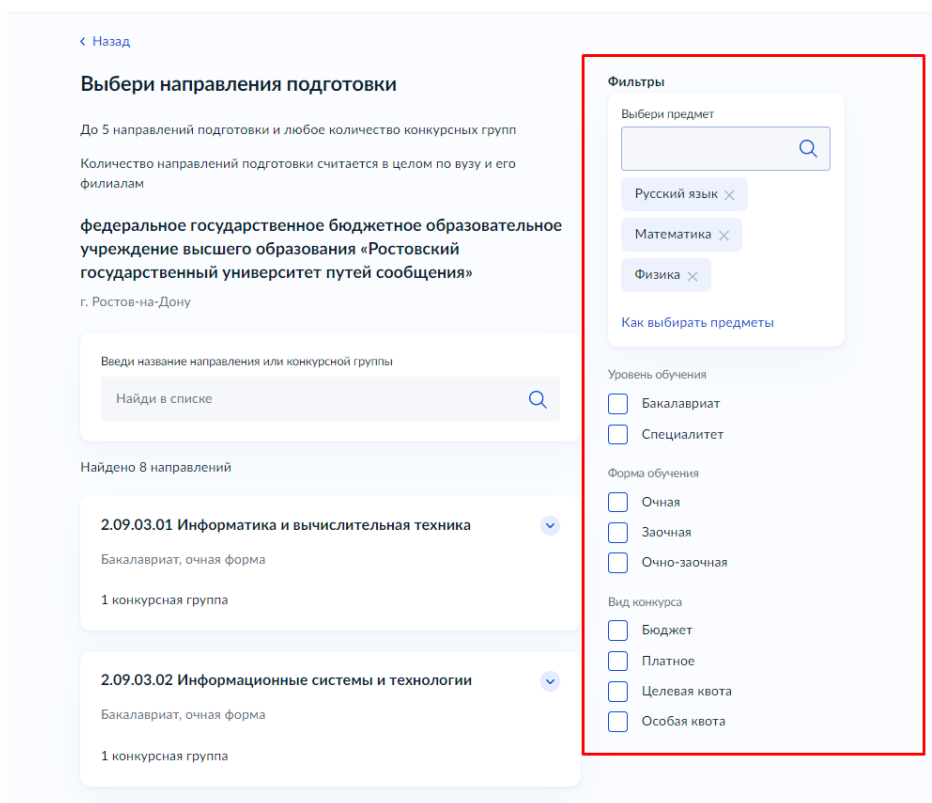 Назад
Выбери направления подготовки
До 5 направлений подготовки и любое количество конкурсных групп
Количество направлений подготовки считается в целом по вузу и его
филиалам
федеральное государственное бюджетное образовательное
учреждение высшего образования «Ростовский
государственный университет путей сообщения»
г. Ростов-на-Дону
Введи название направления или конкурсной группы
Найди в списке
Найдено 8 направлений
2.09.03.01 Информатика и вычислительная техника
Бакалавриат, очная форма
1 конкурсная группа
2.09.03.02 Информационные системы и технологии
Бакалавриат, очная форма
1 конкурсная группа
Фильтры
Выбери предмет
Русский язык
Математика
Физика
Как выбирать предметы
Уровень обучения
Бакалавриат
Специалитет
Форма обучения
Очная
Заочная
Очно-заочная
Вид конкурса
Бюджет
Платное
Целевая квота
Особая квота